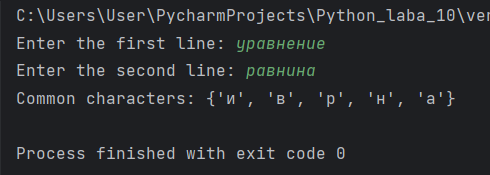 C:\Users\User\PycharmProjects\Python_laba_10\ven
Enter the first line: уравнение
Enter the second line: равнина
Common characters: {'и', 'в', 'р', 'н', 'а'}
Process finished with exit code 0